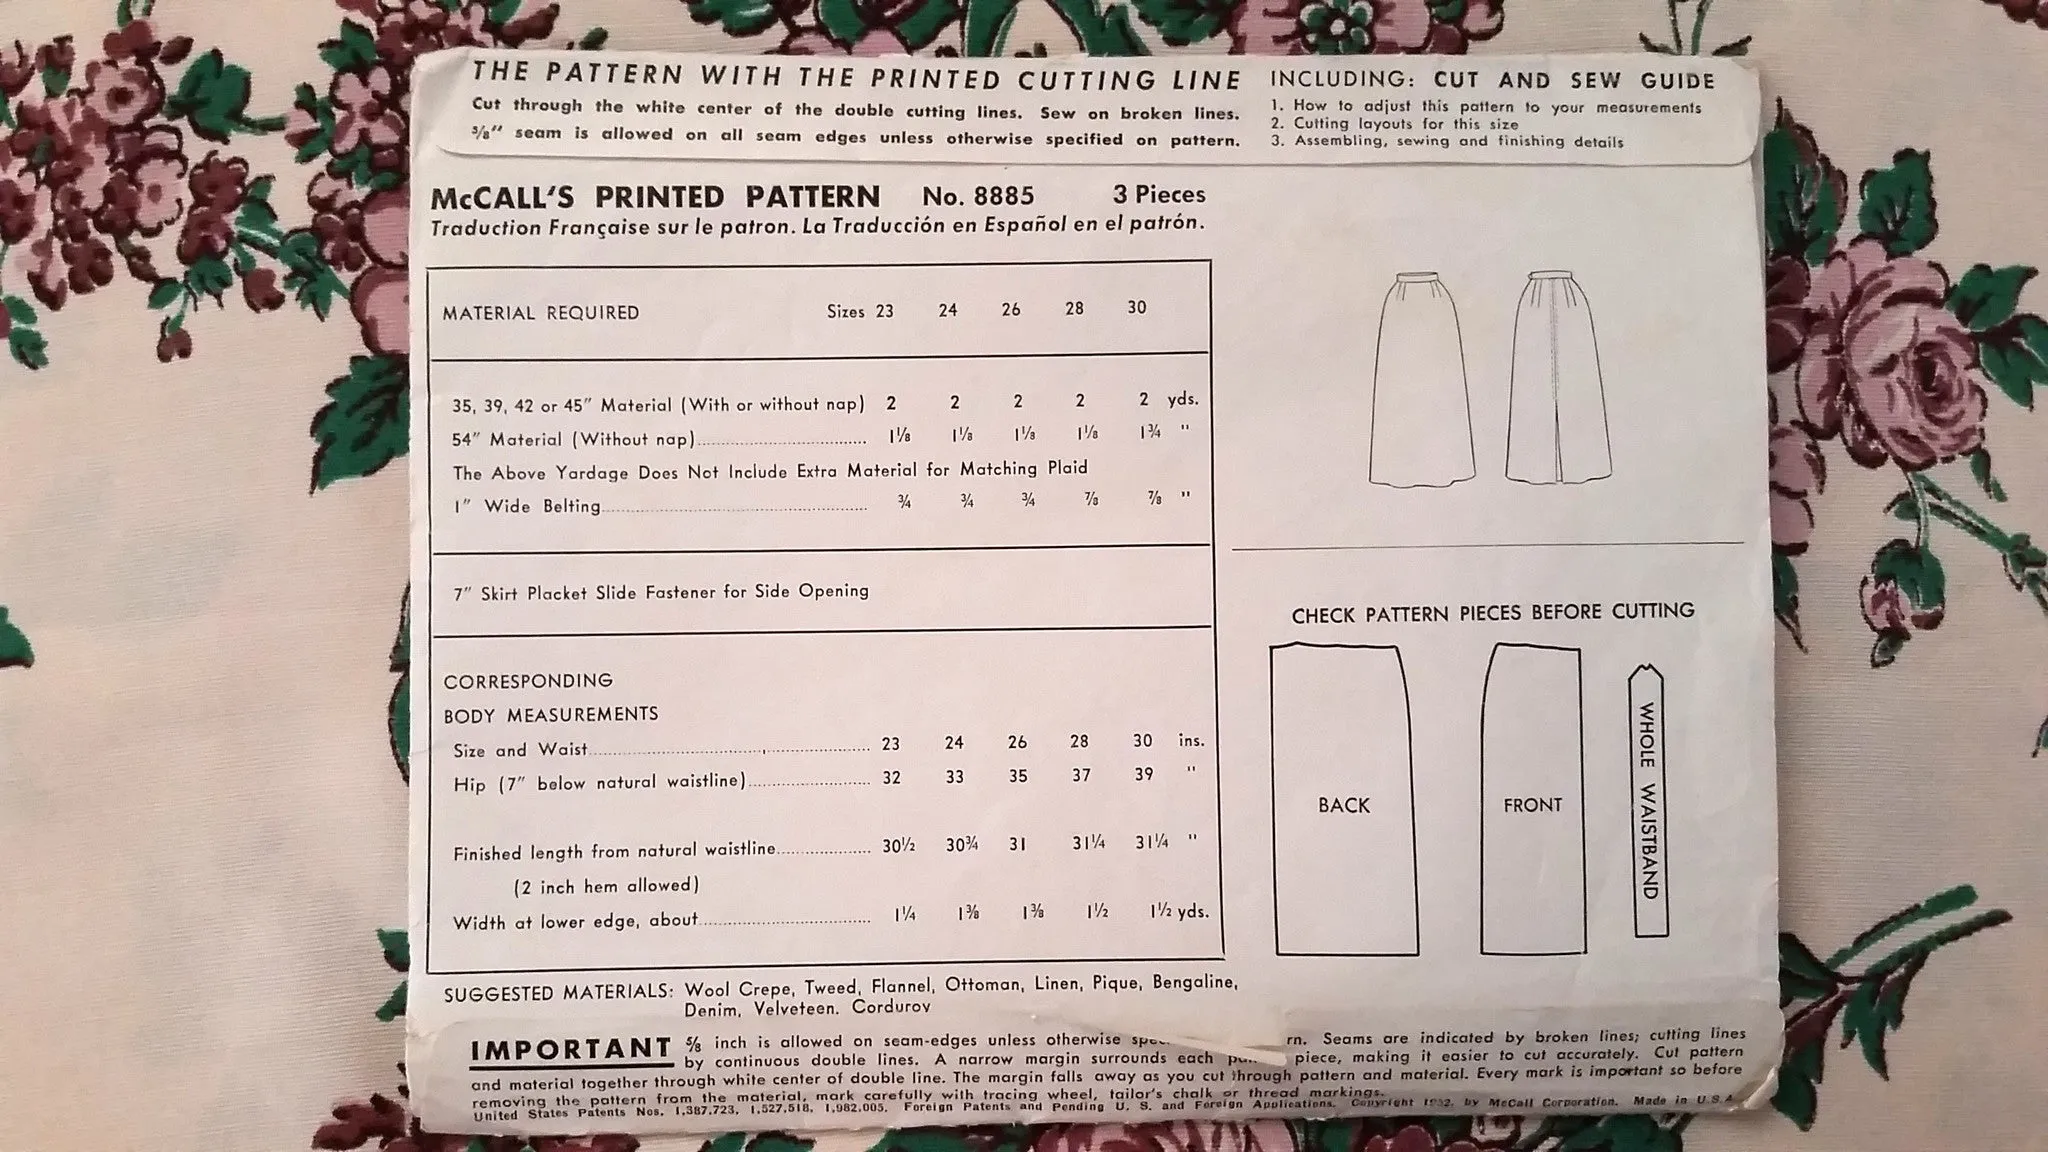 THE PATTERN WITH THE PRINTED CUTTING LINE
Cut through the white center of the double cutting lines. Sew on broken lines.
5/8" seam is allowed on all seam edges unless otherwise specified on pattern.
INCLUDING: CUT AND SEW GUIDE
1. How to adjust this pattern to your measurements
2. Cutting layouts for this size
3. Assembling, sewing and finishing details
McCALL'S PRINTED PATTERN No. 8885 3 Pieces
Traduction Française sur le patron. La Traducción en Español en el patrón.
MATERIAL REQUIRED Sizes 23 24 26 28 30
35, 39, 42 or 45" Material (With or without nap) 2 2 2 2 2 yds.
54" Material (Without nap) 1⅛ 1⅛ 1⅛ 1⅛ 1¾ "
The Above Yardage Does Not Include Extra Material for Matching Plaid
1" Wide Belting ¾ ¾ ¾ ⅞ ⅞ "
7" Skirt Placket Slide Fastener for Side Opening
CORRESPONDING
BODY MEASUREMENTS
Size and Waist 23 24 26 28 30 ins.
Hip (7" below natural waistline) 32 33 35 37 39 "
Finished length from natural waistline 30½ 30¾ 31 31¼ 31¼ "
(2 inch hem allowed)
Width at lower edge, about 1¼ 1⅜ 1⅜ 1½ 1½ yds.
SUGGESTED MATERIALS: Wool Crepe, Tweed, Flannel, Ottoman, Linen, Pique, Bengaline,
Denim, Velveteen. Corduroy
CHECK PATTERN PIECES BEFORE CUTTING
BACK
FRONT
WHOLE WAISTBAND
IMPORTANT ⅝ inch is allowed on seam-edges unless otherwise rn. Seams are indicated by broken lines; cutting lines
by continuous double lines. A narrow margin surrounds each piece, making it easier to cut accurately. Cut pattern
and material together through white center of double line. The margin falls away as you cut through pattern and material. Every mark is important so before
removing the pattern from the material, mark carefully with tracing wheel, tailor's chalk or thread markings.
United States Patents Nos. 1,387,723, 1,527,518, 1,982,005. Foreign Patents and Pending U. S. and Foreign Applications. Copyright 1952, by McCall Corporation. Made in U.S.A.